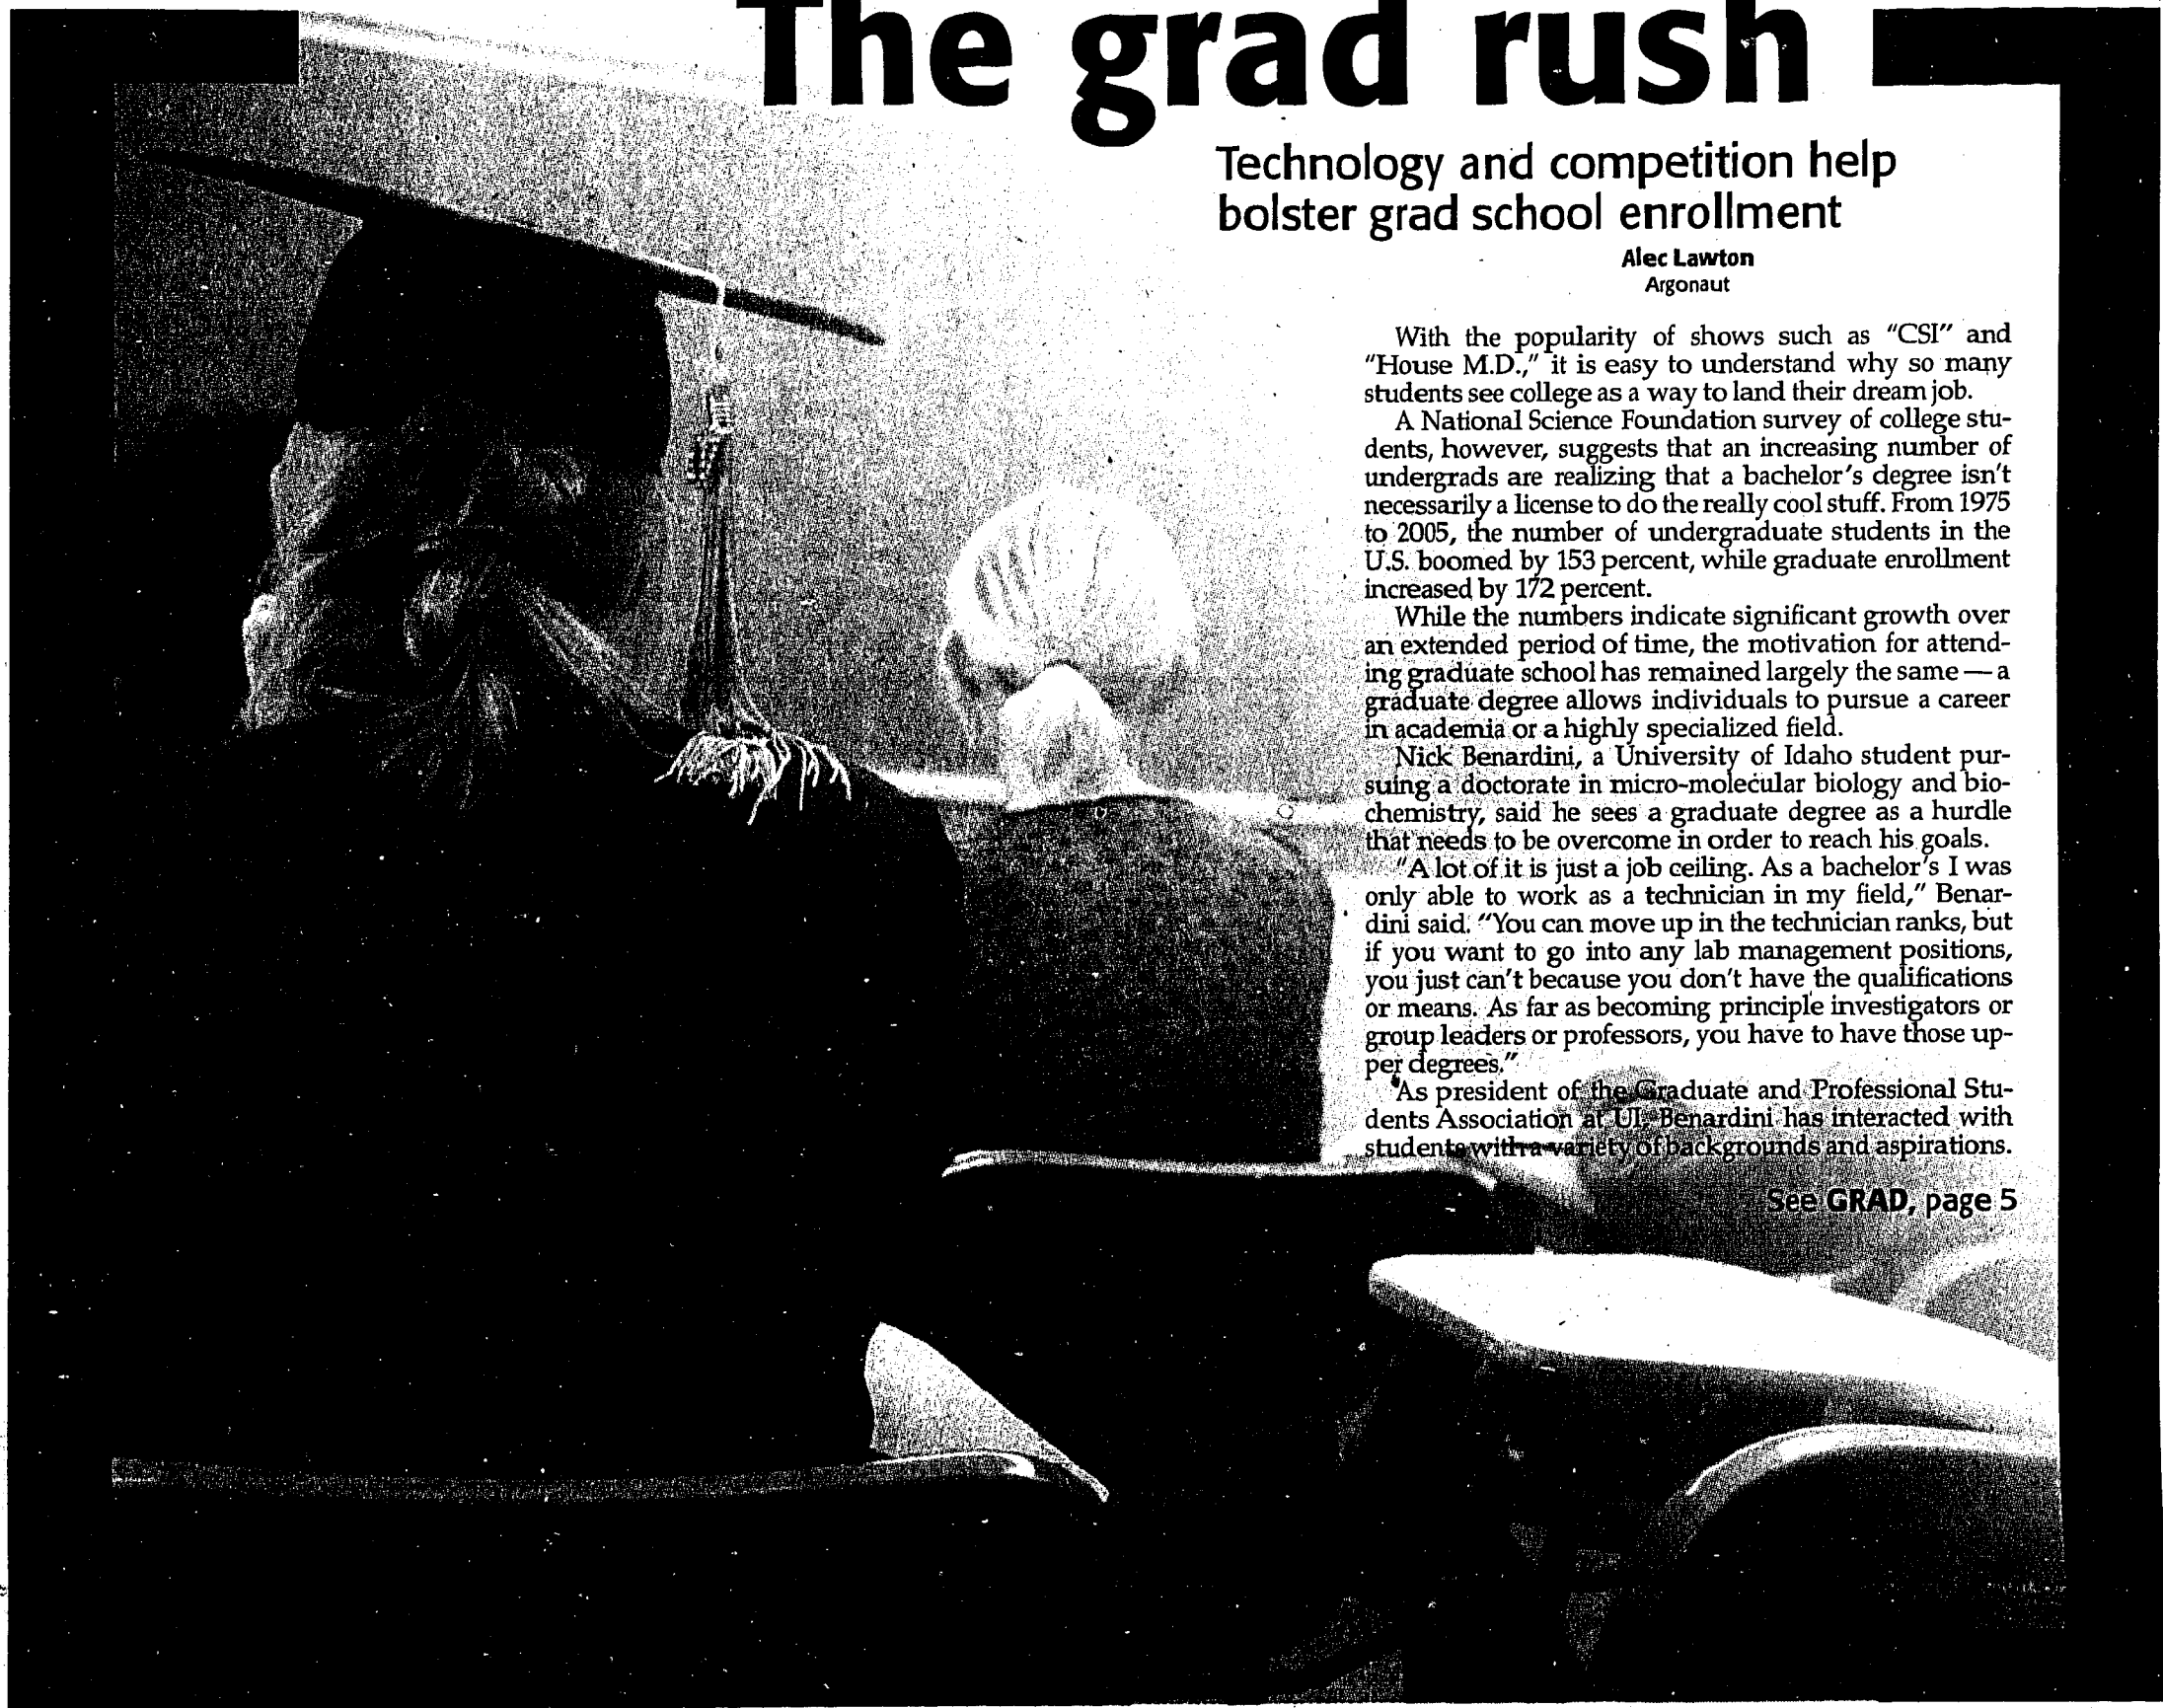 The grad rush
Technology and competition help
bolster grad school enrollment
Alec Lawton
Argonaut
With the popularity of shows such as "CSI" and
"House M.D.," it is easy to understand why so many
students see college as a way to land their dream job.
A National Science Foundation survey of college stu-
dents, however, suggests that an increasing number of
undergrads are realizing that a bachelor's degree isn't
necessarily a license to do the really cool stuff. From 1975
to 2005, the number of undergraduate students in the
U.S. boomed by 153 percent, while graduate enrollment
increased by 172 percent.
While the numbers indicate significant growth over
an extended period of time, the motivation for attend-
ing graduate school has remained largely the same — a
graduate degree allows individuals to pursue a career
in academia or a highly specialized field.
Nick Benardini, a University of Idaho student pur-
suing a doctorate in micro-molecular biology and bio-
chemistry, said he sees a graduate degree as a hurdle
that needs to be overcome in order to reach his goals.
"A lot of it is just a job ceiling. As a bachelor's I was
only able to work as a technician in my field," Benar-
dini said. "You can move up in the technician ranks, but
if you want to go into any lab management positions,
you just can't because you don't have the qualifications
or means. As far as becoming principle investigators or
group leaders or professors, you have to have those up-
per degrees."
As president of the Graduate and Professional Stu-
dents Association at UI, Benardini has interacted with
students with a variety of backgrounds and aspirations.
See GRAD, page 5